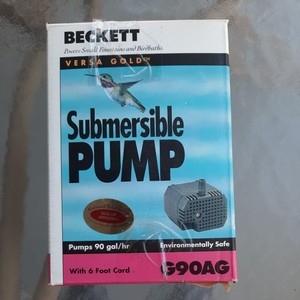 BECKETT
Powers Small Fountains and Birdbaths
VERSA GOLD™
Submersible
PUMP
Pumps 90 gal/hr
Environmentally Safe
With 6 Foot Cord
G90AG